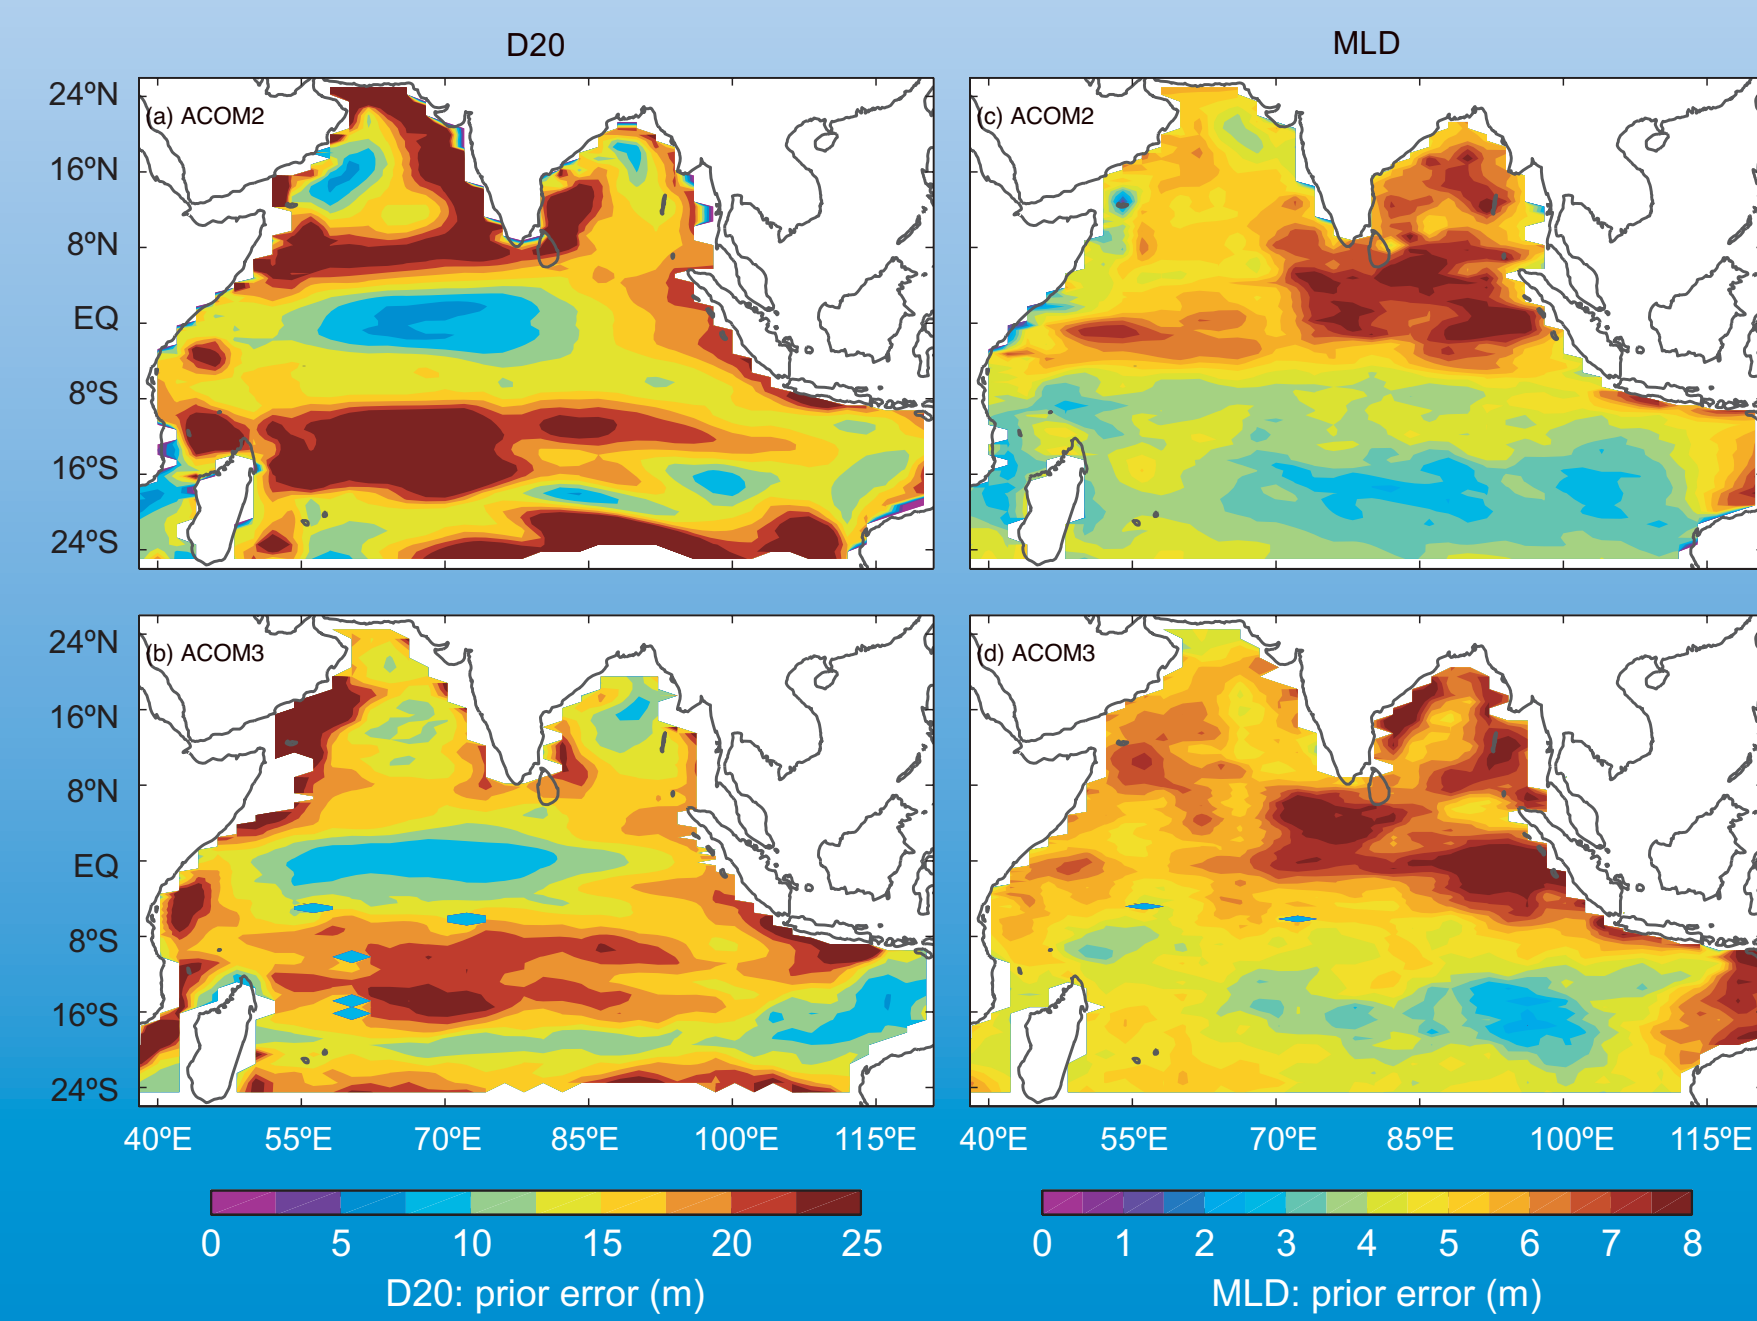 D20 MLD
24ºN
(a) ACOM2 (c) ACOM2
16ºN
8ºN
EQ
8ºS
16ºS
24ºS
24ºN
(b) ACOM3 (d) ACOM3
16ºN
8ºN
EQ
8ºS
16ºS
24ºS
40ºE 55ºE 70ºE 85ºE 100ºE 115ºE 40ºE 55ºE 70ºE 85ºE 100ºE 115ºE
0 5 10 15 20 25 0 1 2 3 4 5 6 7 8
D20: prior error (m) MLD: prior error (m)